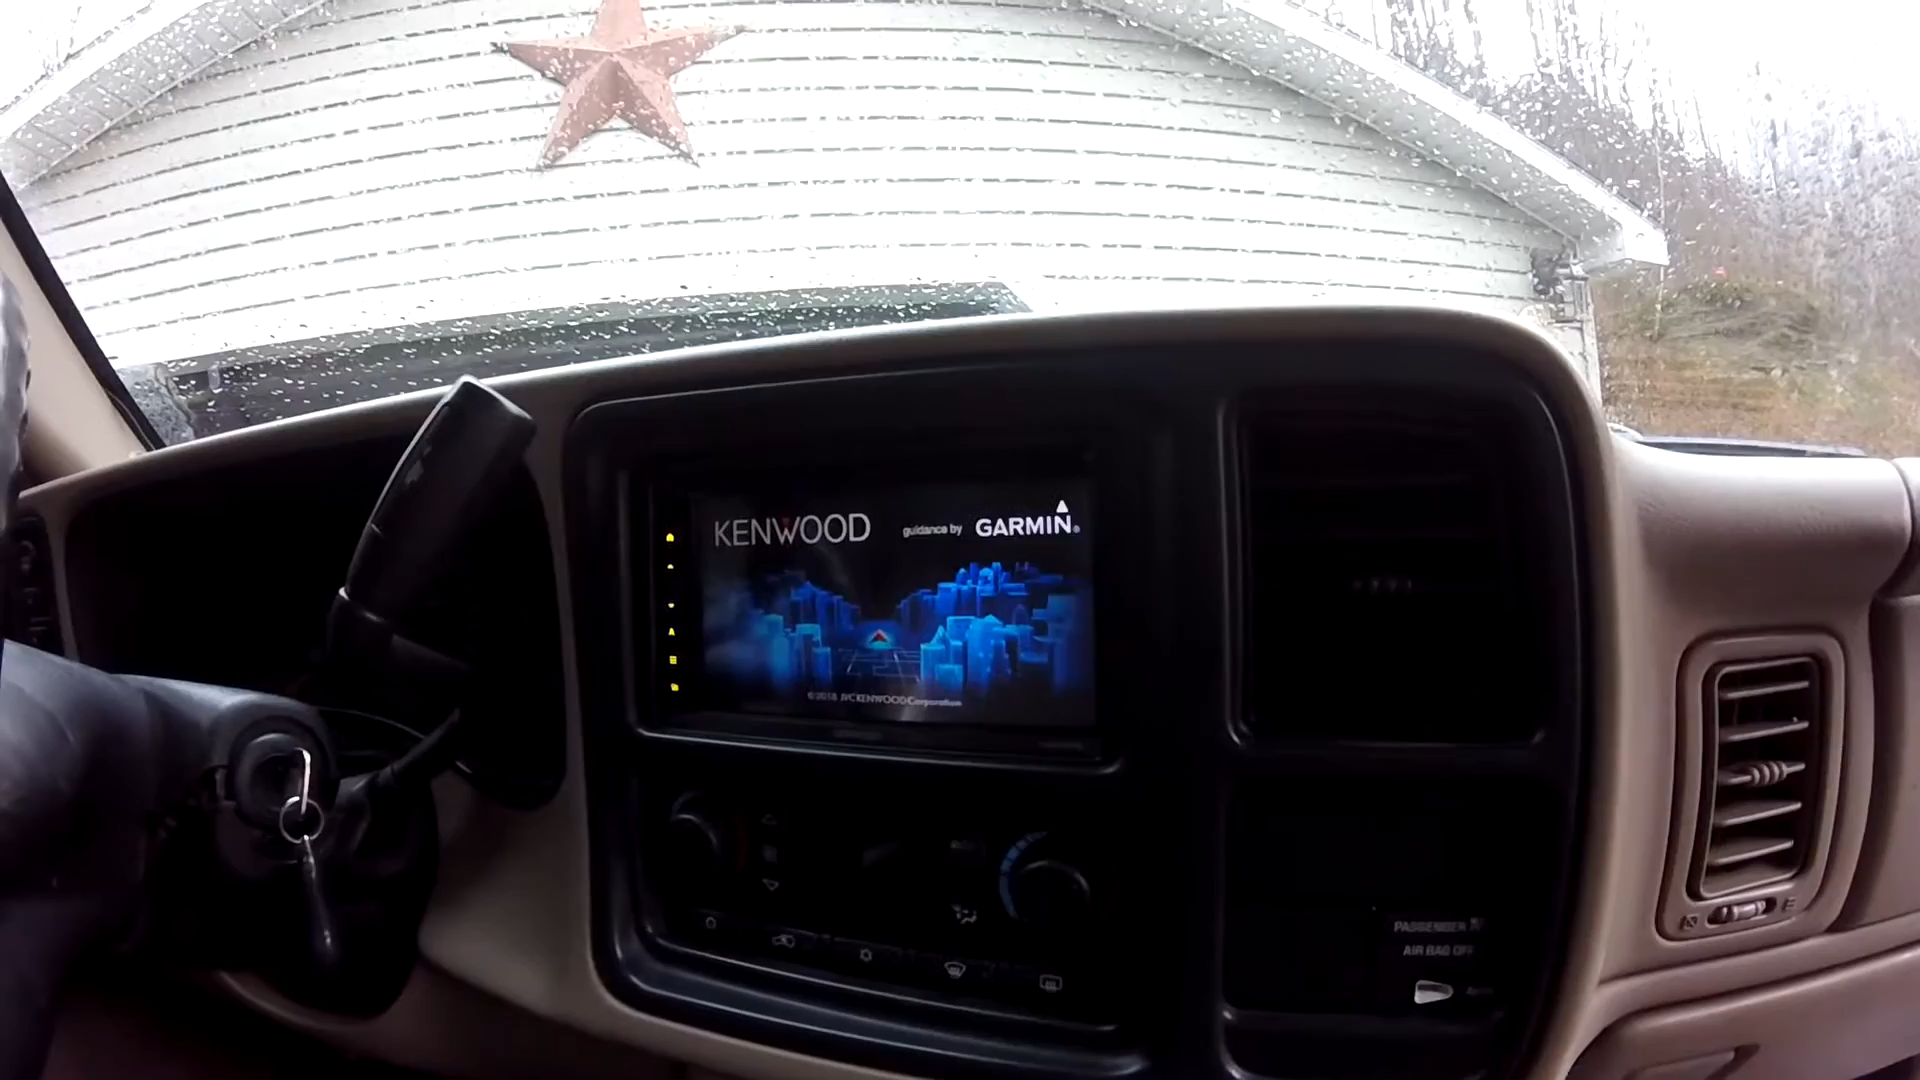 KENWOOD
guidance by GARMIN®
©2018 JVCKENWOOD Corporation
PASSENGER
AIR BAG OFF